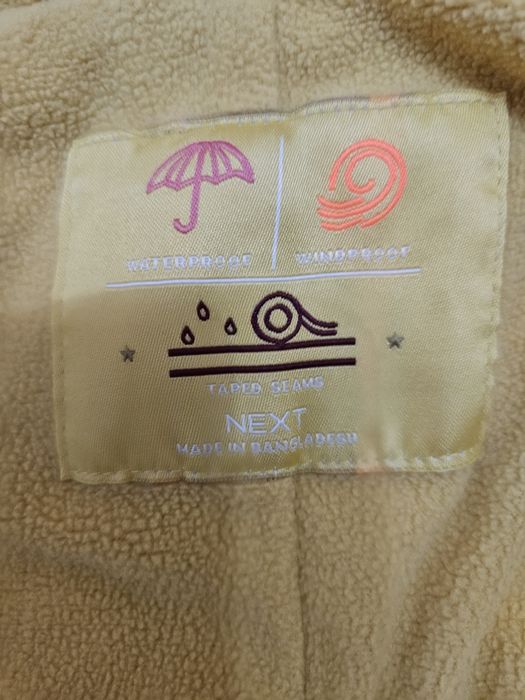 WATERPROOF
WINDPROOF
TAPED SEAMS
NEXT
MADE IN BANGLADESH